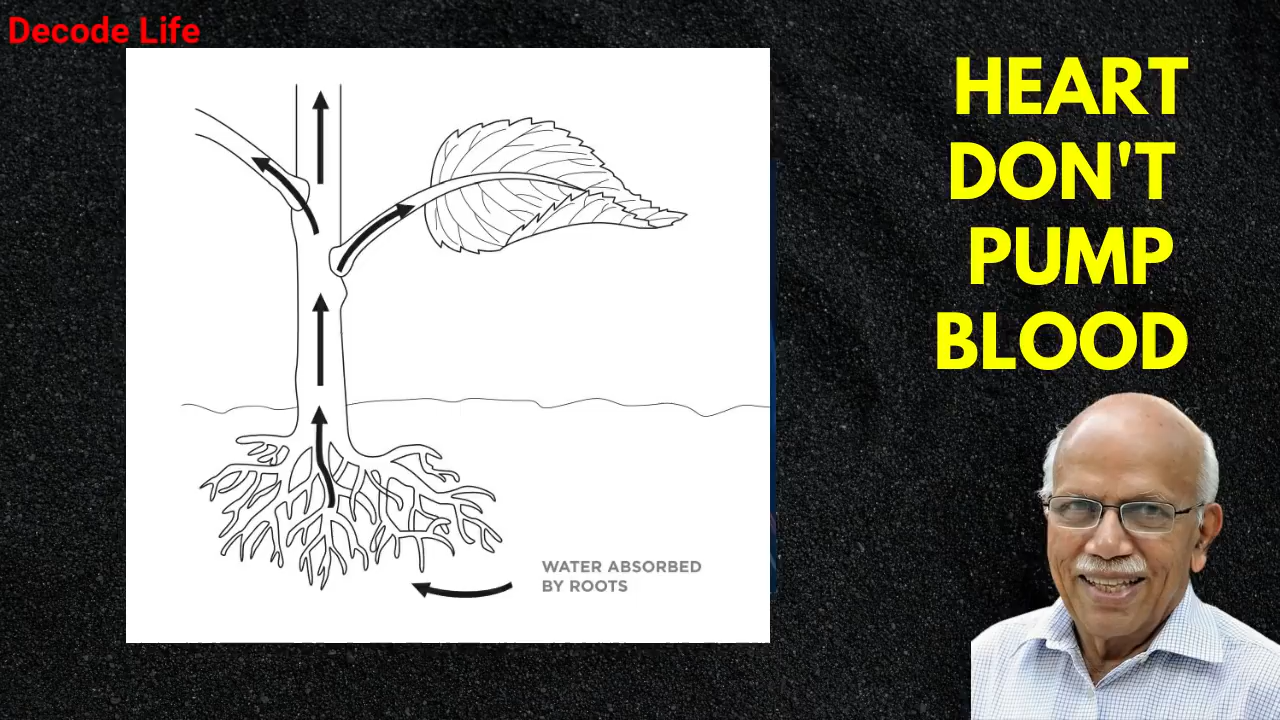 Decode Life
HEART
DON'T
PUMP
BLOOD
WATER ABSORBED
BY ROOTS